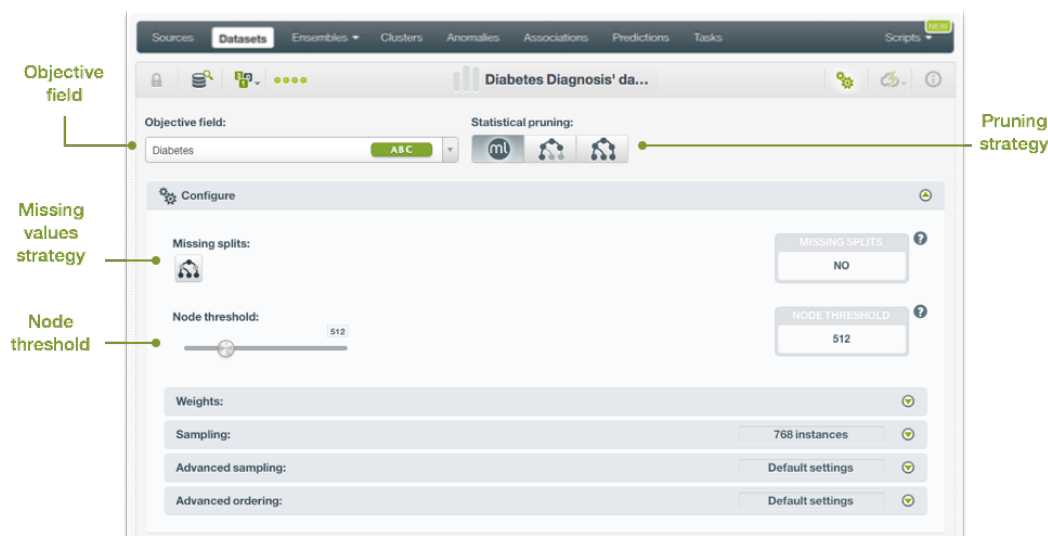 NEW
Sources Datasets Ensembles Clusters Anomalies Associations Predictions Tasks Scripts
Diabetes Diagnosis' da...
Objective
field
Objective field:
Statistical pruning:
Diabetes ABC ml
Pruning
strategy
Configure
Missing
values
strategy
Missing splits:
MISSING SPLITS ?
NO
Node
threshold
Node threshold:
512
NODE THRESHOLD ?
512
Weights:
Sampling: 768 instances
Advanced sampling: Default settings
Advanced ordering: Default settings